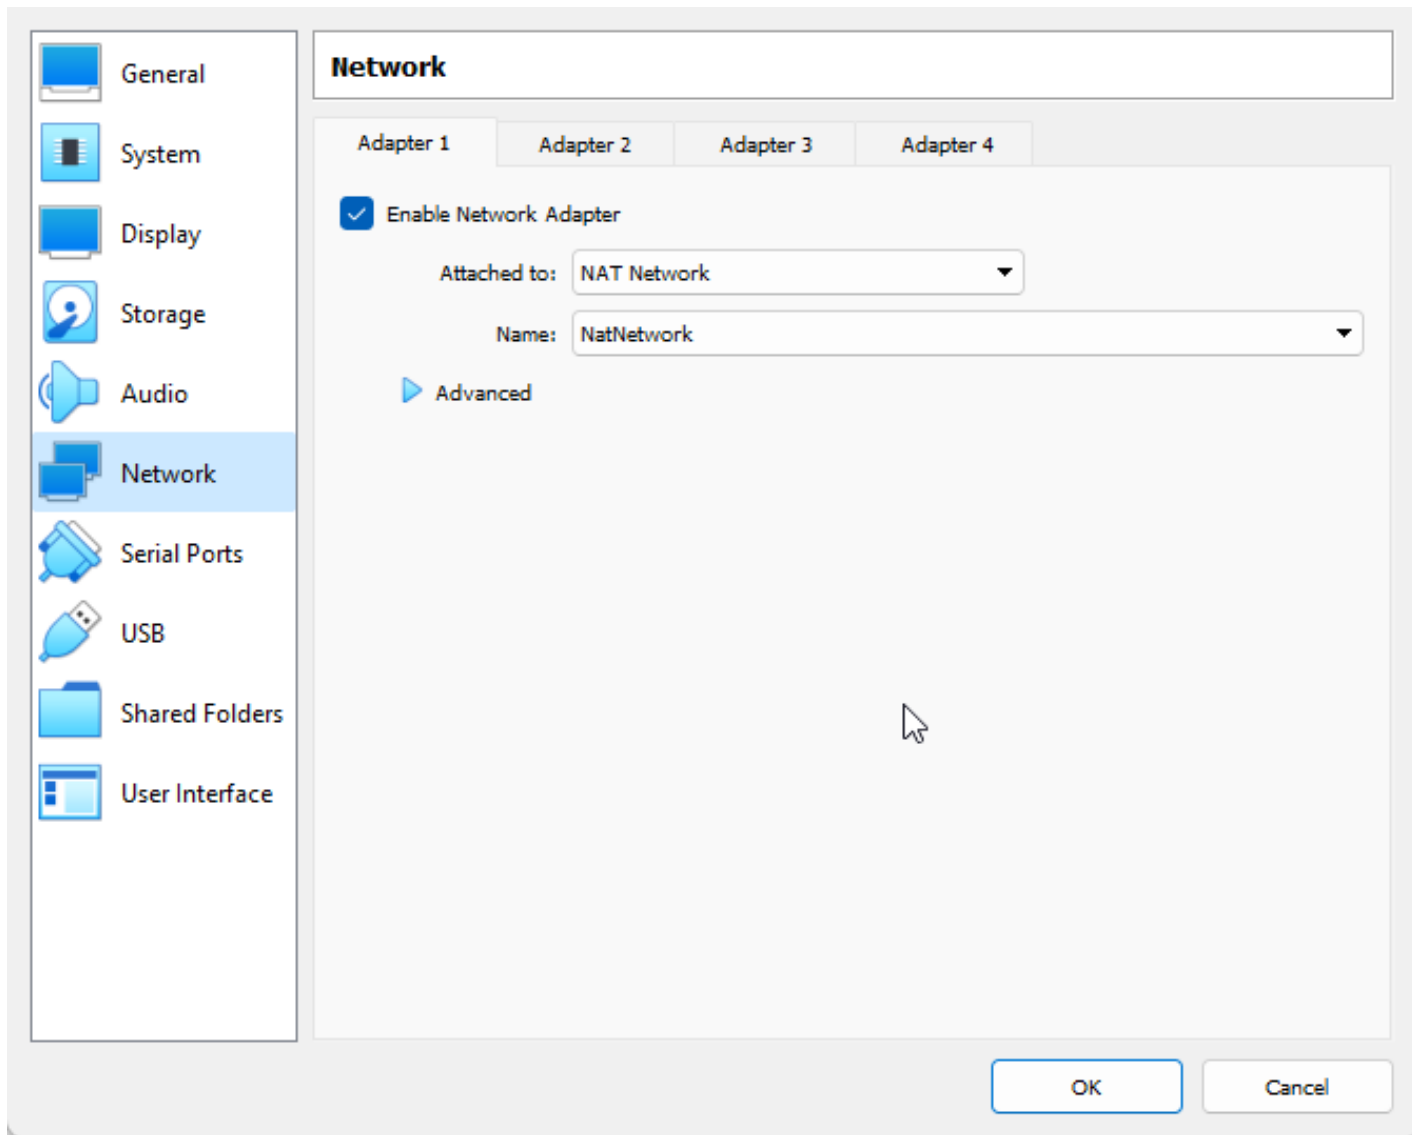 General
System
Display
Storage
Audio
Network
Serial Ports
USB
Shared Folders
User Interface
Network
Adapter 1
Adapter 2
Adapter 3
Adapter 4
Enable Network Adapter
Attached to: NAT Network
Name: NatNetwork
Advanced
OK
Cancel